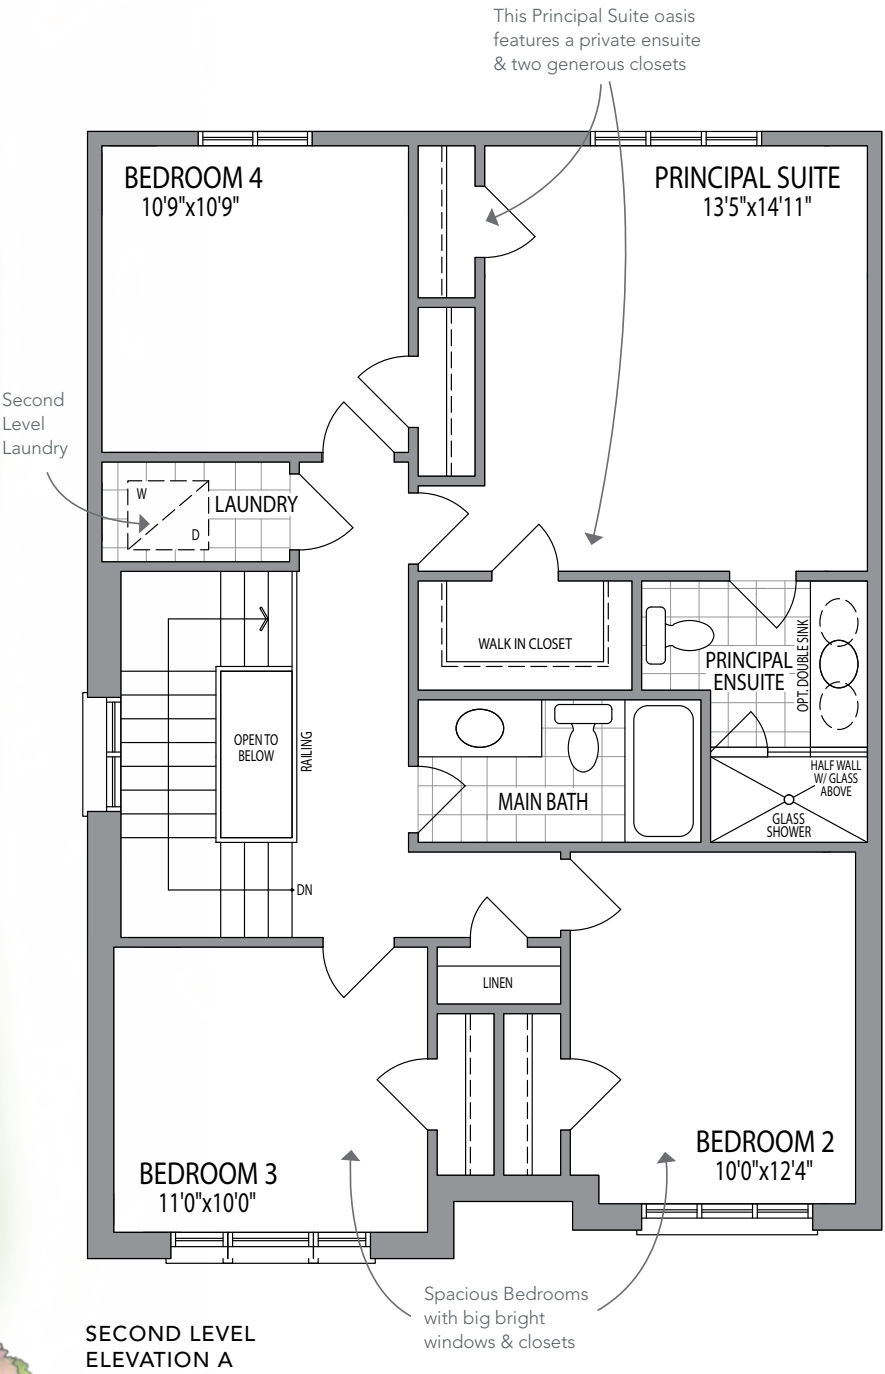 This Principal Suite oasis
features a private ensuite
& two generous closets
BEDROOM 4
10'9"x10'9"
PRINCIPAL SUITE
13'5"x14'11"
Second
Level
Laundry
W
D
LAUNDRY
WALK IN CLOSET
PRINCIPAL
ENSUITE
OPT. DOUBLE SINK
OPEN TO
BELOW
RAILING
MAIN BATH
HALF WALL
W/ GLASS
ABOVE
GLASS
SHOWER
DN
LINEN
BEDROOM 3
11'0"x10'0"
BEDROOM 2
10'0"x12'4"
Spacious Bedrooms
with big bright
windows & closets
SECOND LEVEL
ELEVATION A